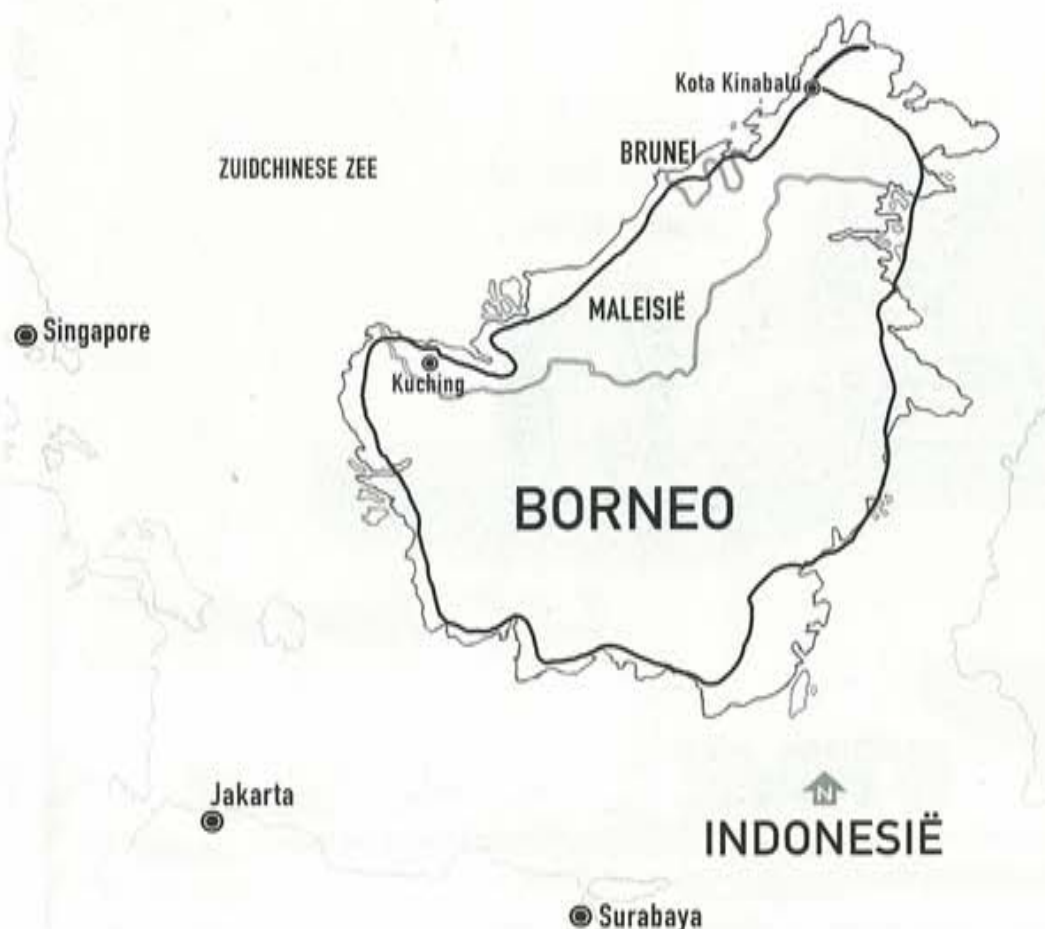 Kota Kinabalu
BRUNEI
ZUIDCHINESE ZEE
MALEISIË
Singapore
Kuching
BORNEO
N
Jakarta
INDONESIË
Surabaya